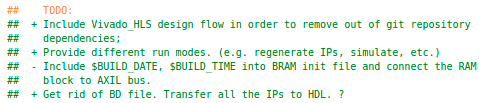 ##    TODO:
##  + Include Vivado_HLS design flow in order to remove out of git repository
##    dependencies;
##  + Provide different run modes. (e.g. regenerate IPs, simulate, etc.)
##  - Include $BUILD_DATE, $BUILD_TIME into BRAM init file and connect the RAM
##    block to AXIL bus.
##  + Get rid of BD file. Transfer all the IPs to HDL. ?